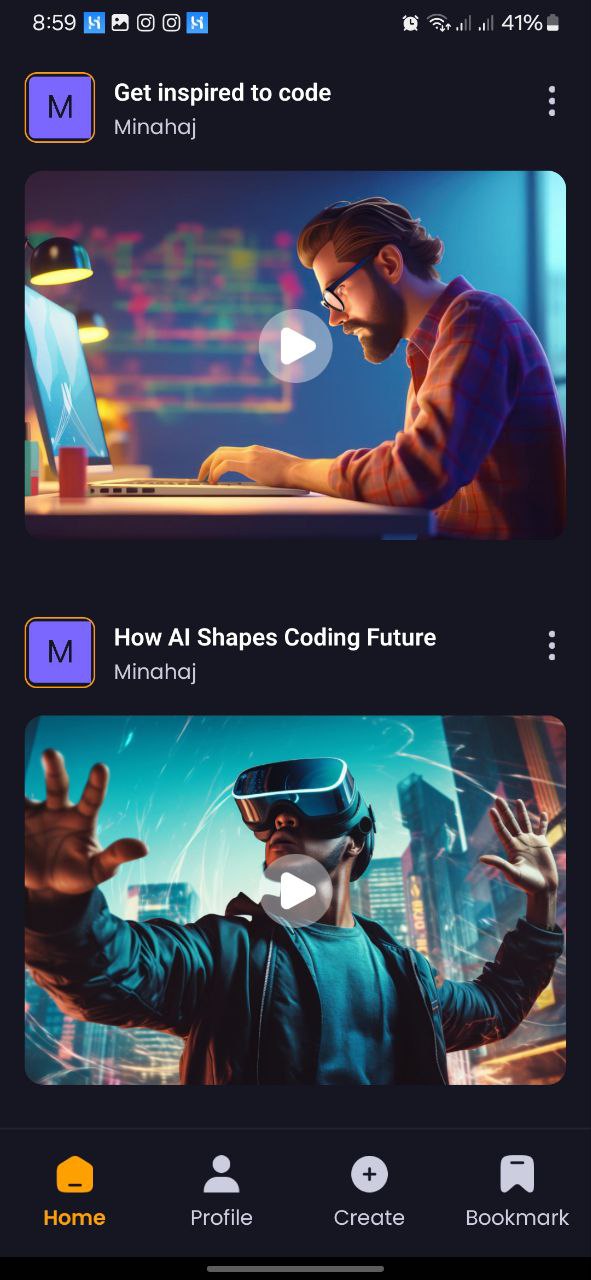 8:59
41%
M
Get inspired to code
Minahaj
M
How AI Shapes Coding Future
Minahaj
Home
Profile
Create
Bookmark